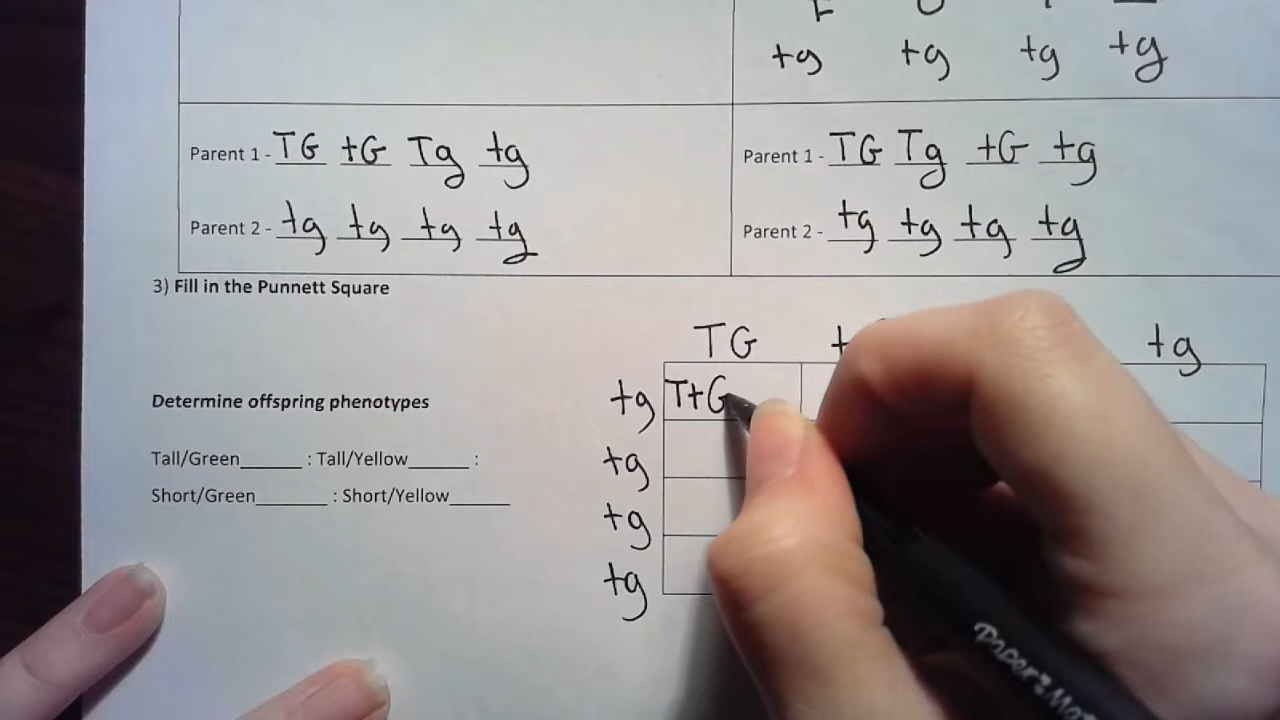 tg tg tg tg
Parent 1 - TG tG Tg tg
Parent 2 - tg tg tg tg
Parent 1 - TG Tg tG tg
Parent 2 - tg tg tg tg
3) Fill in the Punnett Square
TG tg
tg TtG
tg
tg
tg
Determine offspring phenotypes
Tall/Green______ : Tall/Yellow______ :
Short/Green_______ : Short/Yellow______